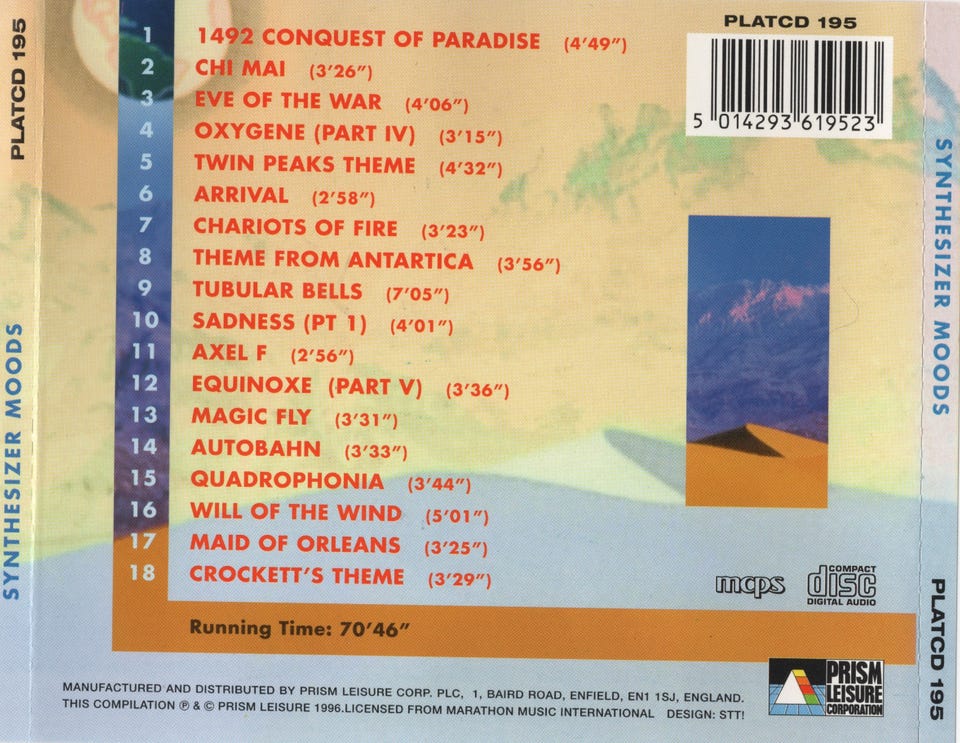 PLATCD 195
SYNTHESIZER MOODS
1 1492 CONQUEST OF PARADISE (4'49")
2 CHI MAI (3'26")
3 EVE OF THE WAR (4'06")
4 OXYGENE (PART IV) (3'15")
5 TWIN PEAKS THEME (4'32")
6 ARRIVAL (2'58")
7 CHARIOTS OF FIRE (3'23")
8 THEME FROM ANTARTICA (3'56")
9 TUBULAR BELLS (7'05")
10 SADNESS (PT 1) (4'01")
11 AXEL F (2'56")
12 EQUINOXE (PART V) (3'36")
13 MAGIC FLY (3'31")
14 AUTOBAHN (3'33")
15 QUADROPHONIA (3'44")
16 WILL OF THE WIND (5'01")
17 MAID OF ORLEANS (3'25")
18 CROCKETT'S THEME (3'29")
Running Time: 70'46"
PLATCD 195
5 014293 619523
mcps
COMPACT
disc
DIGITAL AUDIO
MANUFACTURED AND DISTRIBUTED BY PRISM LEISURE CORP. PLC, 1, BAIRD ROAD, ENFIELD, EN1 1SJ, ENGLAND.
THIS COMPILATION ℗ & © PRISM LEISURE 1996.LICENSED FROM MARATHON MUSIC INTERNATIONAL DESIGN: STT!
PRISM
LEISURE
CORPORATION
SYNTHESIZER MOODS
PLATCD 195